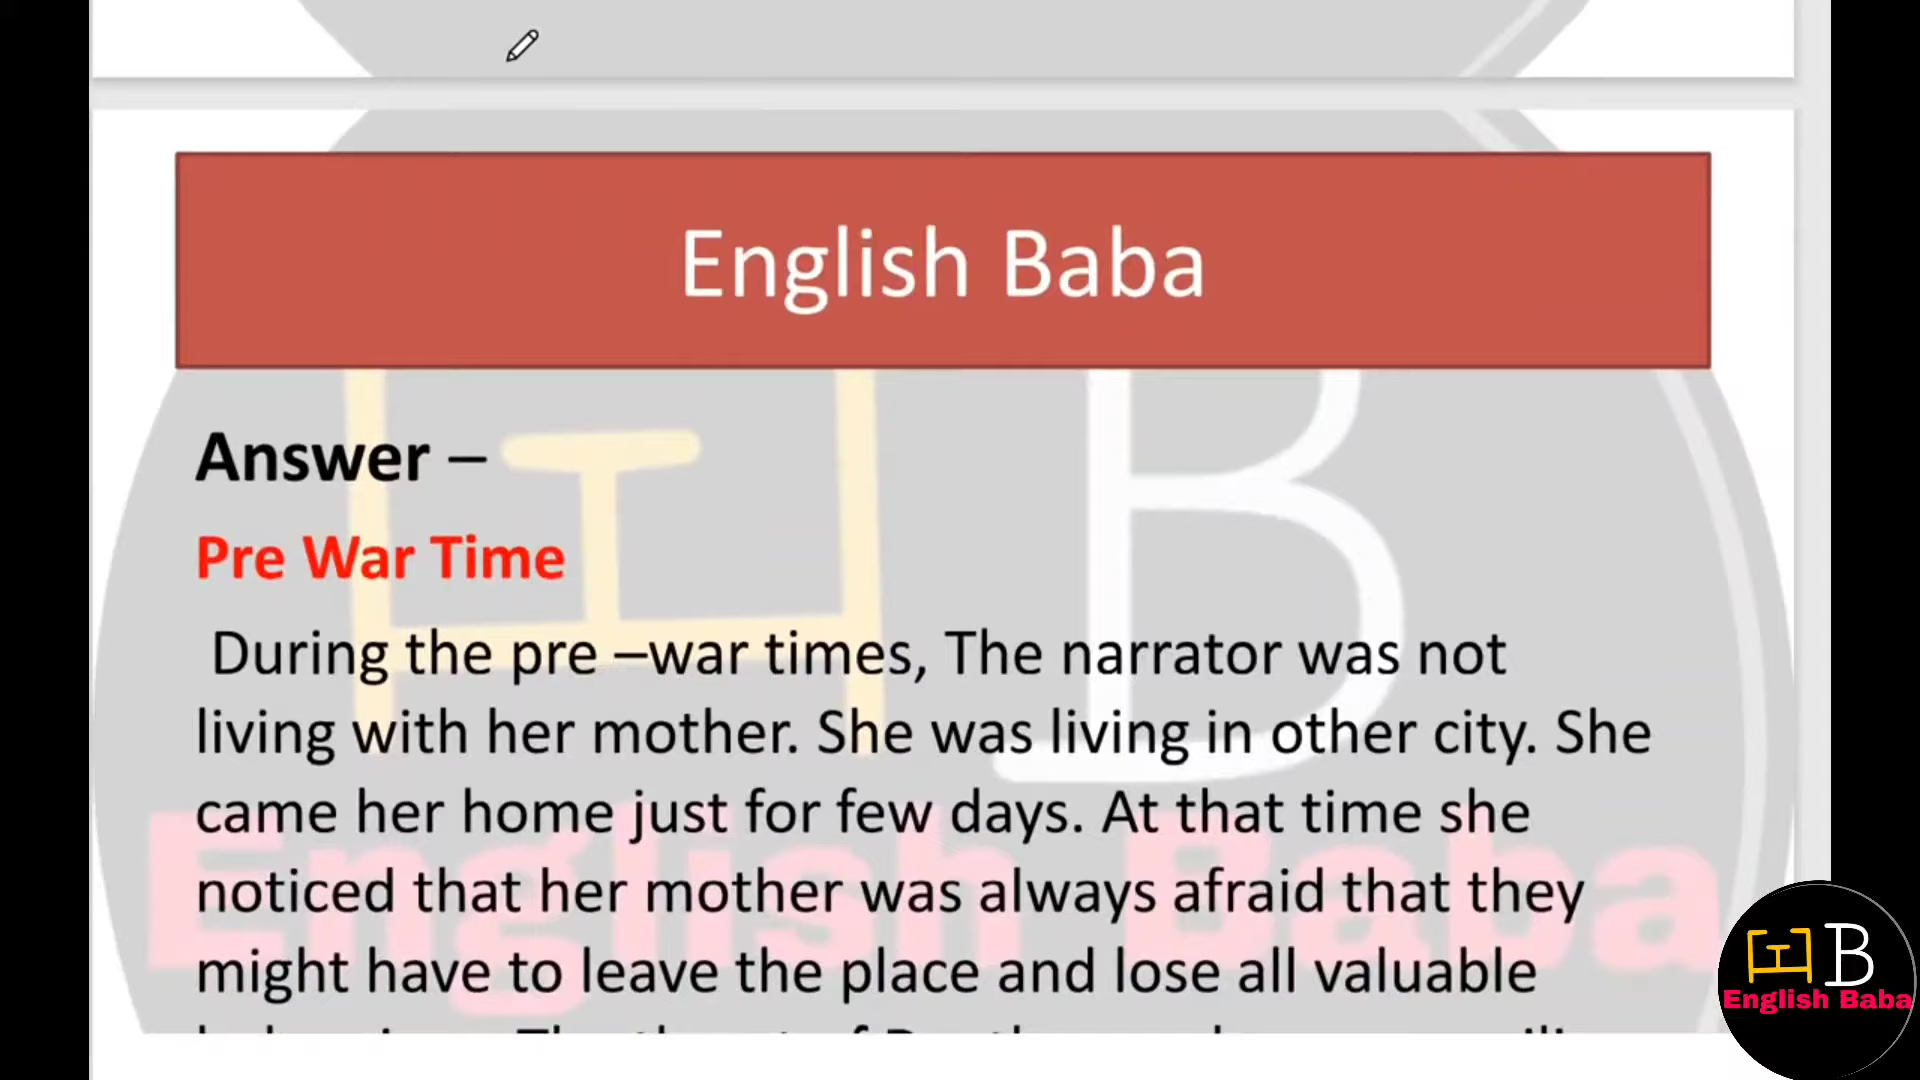 English Baba
Answer –
Pre War Time
During the pre –war times, The narrator was not
living with her mother. She was living in other city. She
came her home just for few days. At that time she
noticed that her mother was always afraid that they
might have to leave the place and lose all valuable
English Baba
HB
English Baba